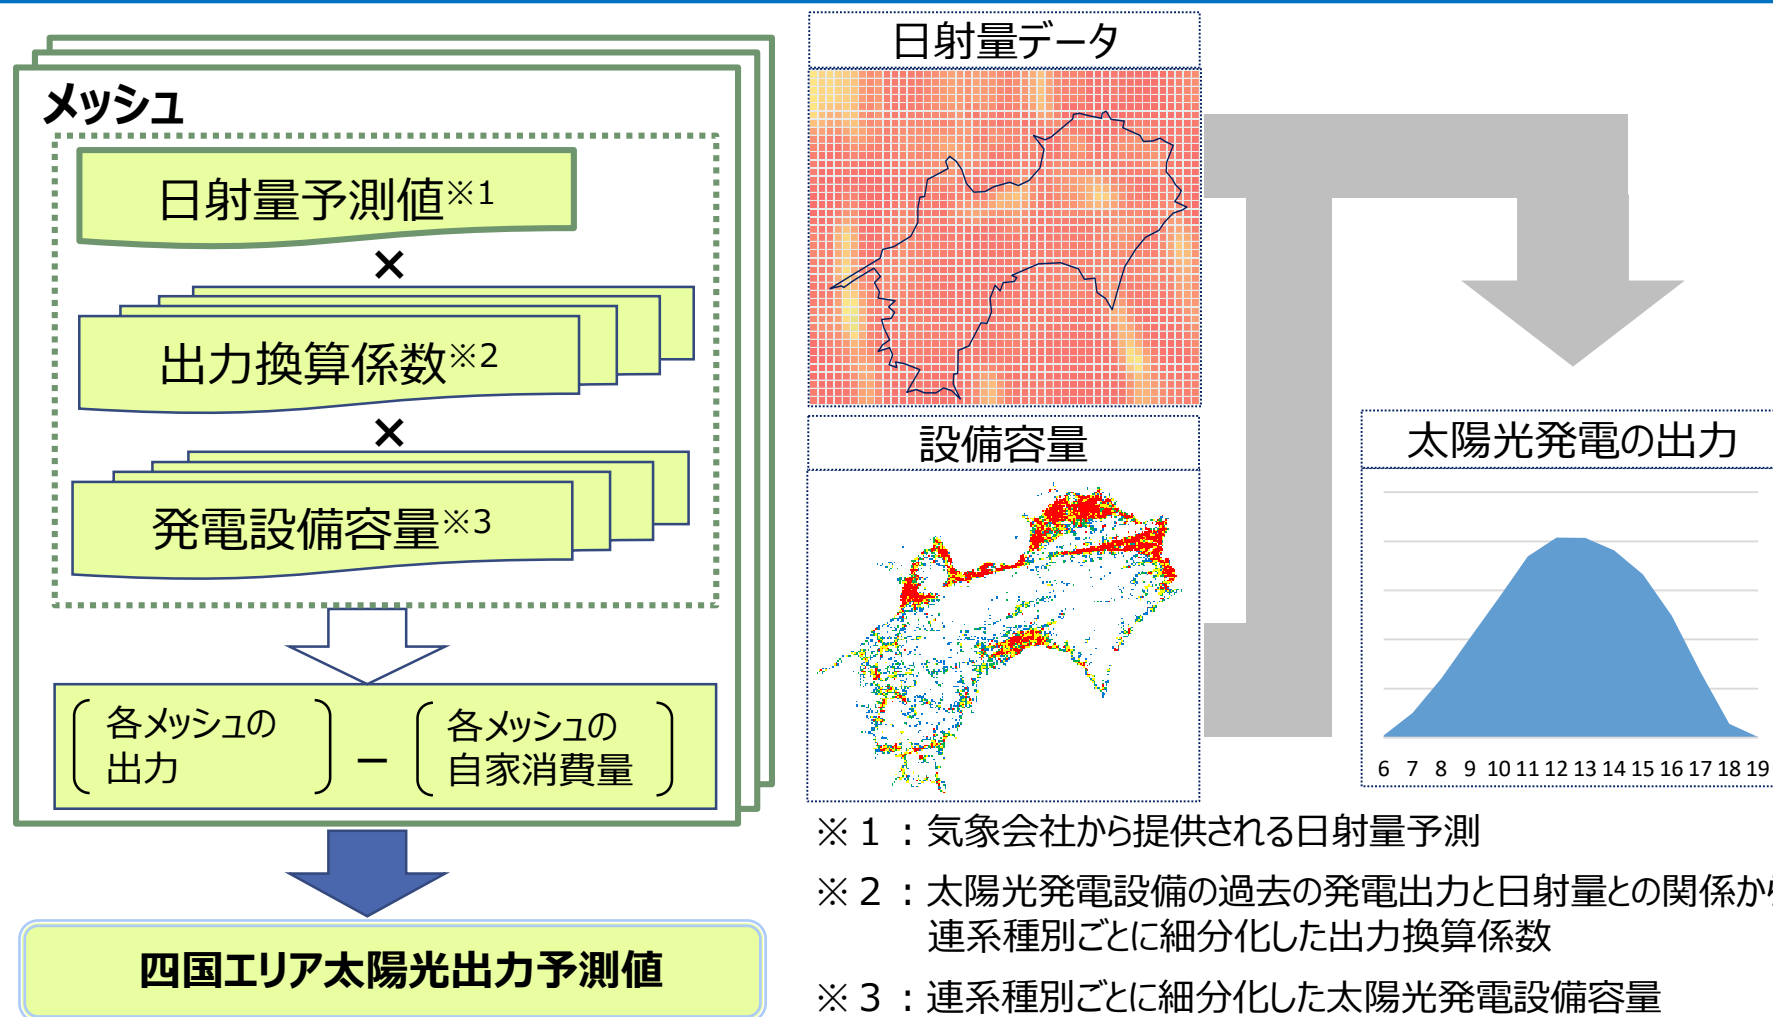 メッシュ
日射量予測値※1
×
出力換算係数※2
×
発電設備容量※3
各メッシュの
出力
－
各メッシュの
自家消費量
四国エリア太陽光出力予測値
日射量データ
設備容量
太陽光発電の出力
6 7 8 9 10 11 12 13 14 15 16 17 18 19
※１：気象会社から提供される日射量予測
※２：太陽光発電設備の過去の発電出力と日射量との関係から
連系種別ごとに細分化した出力換算係数
※３：連系種別ごとに細分化した太陽光発電設備容量